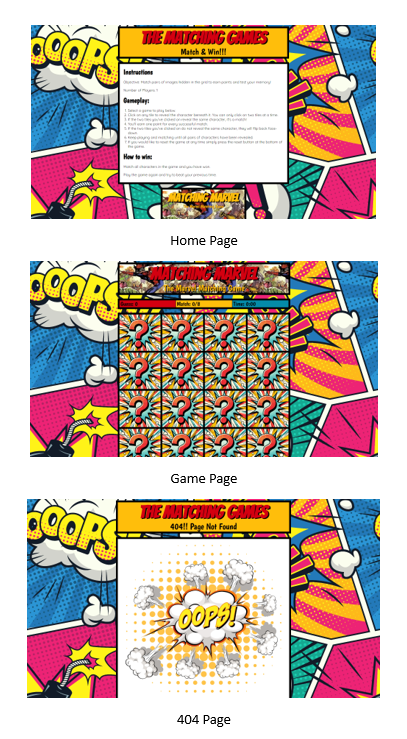 OOPS
THE MATCHING GAMES
Match & Win!!!
Instructions
Objective: Match pairs of images hidden in the grid to earn points and test your memory.
Number of Players: 1
Gameplay:
1. Select a game to play below.
2. Click on any tile to reveal the character beneath it. You can only click on two tiles at a time.
3. If the two tiles you've clicked on reveal the same character, it's a match!
4. You'll earn one point for every successful match.
5. If the two tiles you've clicked on do not reveal the same character, they will flip back face down.
6. Keep playing and matching until all pairs of characters have been revealed.
7. If you would like to reset the game at any time simply press the reset button at the bottom of the game.
How to win:
Match all characters in the game and you have won.
Play the game again and try to beat your previous time.
MATCHING MARVEL
Home Page
OOPS
MATCHING MARVEL
The Marvel Matching Game
Match: 0/8
Time: 0:00
? ? ? ?
? ? ? ?
? ? ? ?
? ? ? ?
Game Page
OOPS
THE MATCHING GAMES
404!! Page Not Found
OOPS!
404 Page